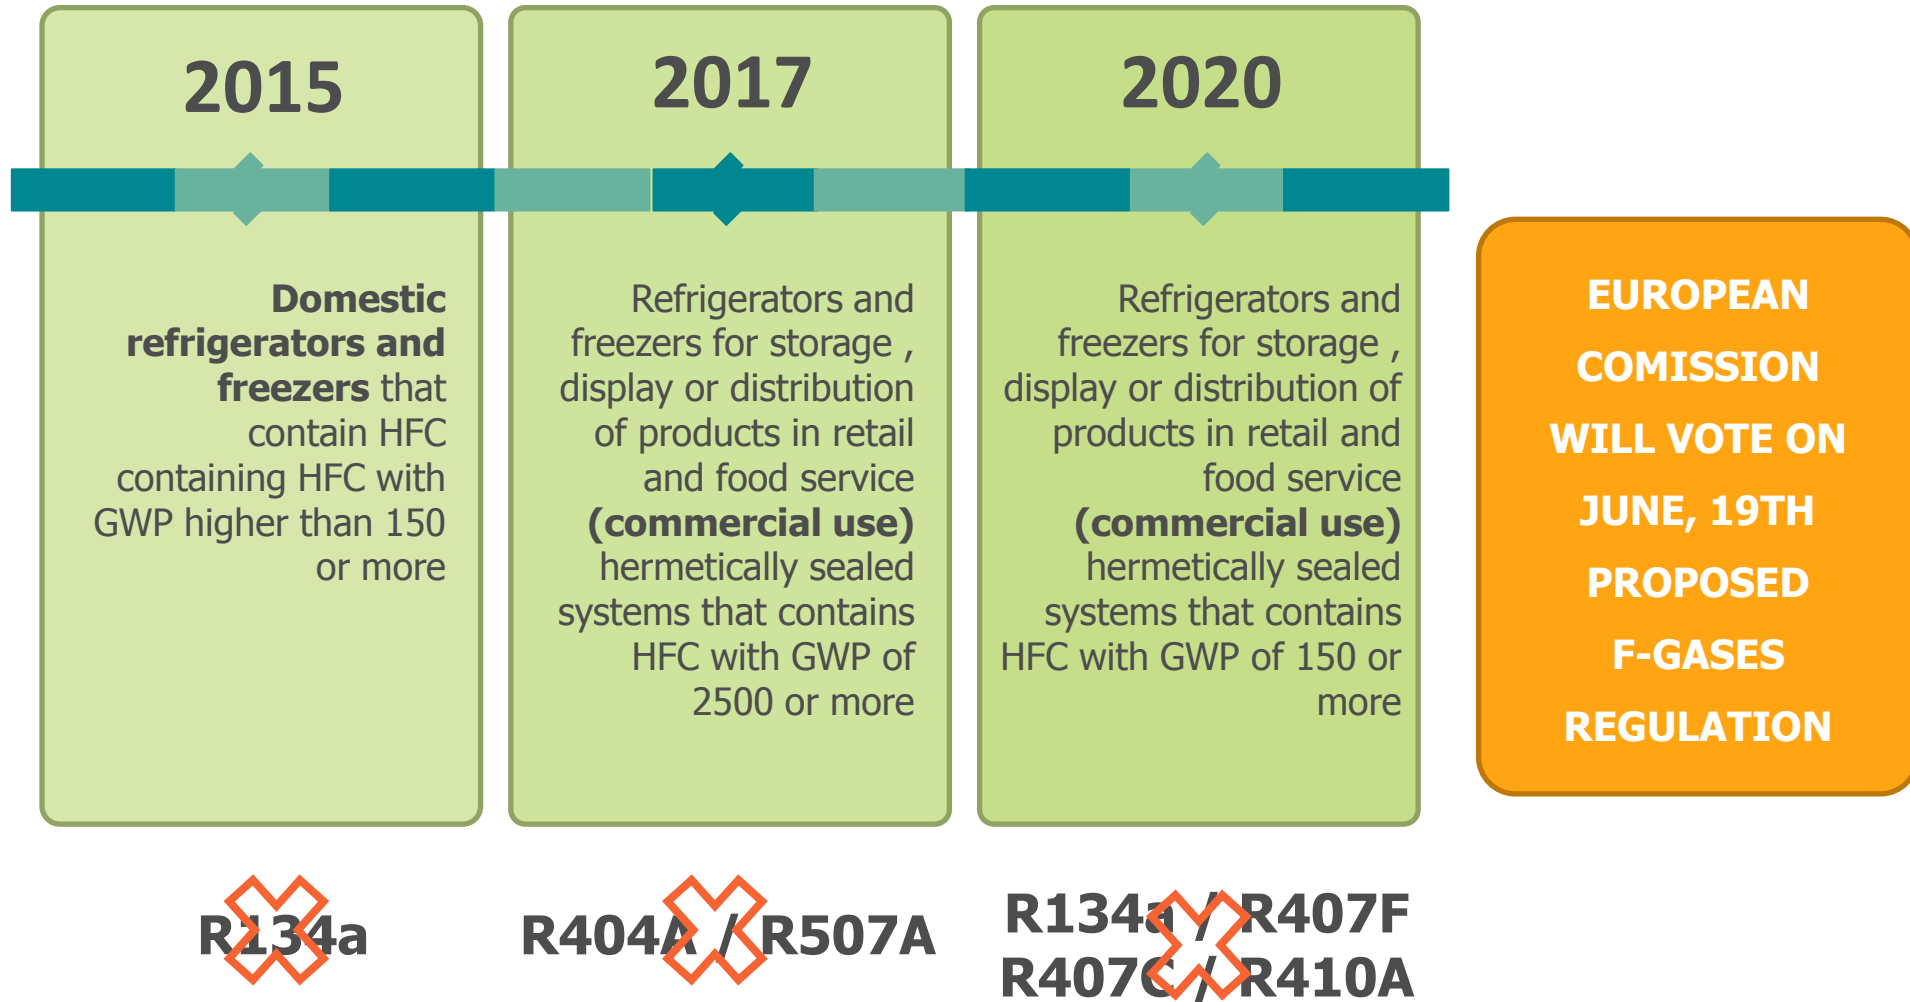 2015
Domestic
refrigerators and
freezers that
contain HFC
containing HFC with
GWP higher than 150
or more
R134a
2017
Refrigerators and
freezers for storage ,
display or distribution
of products in retail
and food service
(commercial use)
hermetically sealed
systems that contains
HFC with GWP of
2500 or more
R404A / R507A
2020
Refrigerators and
freezers for storage ,
display or distribution of
products in retail and
food service
(commercial use)
hermetically sealed
systems that contains
HFC with GWP of 150 or
more
R134a / R407F
R407C / R410A
EUROPEAN
COMISSION
WILL VOTE ON
JUNE, 19TH
PROPOSED
F-GASES
REGULATION